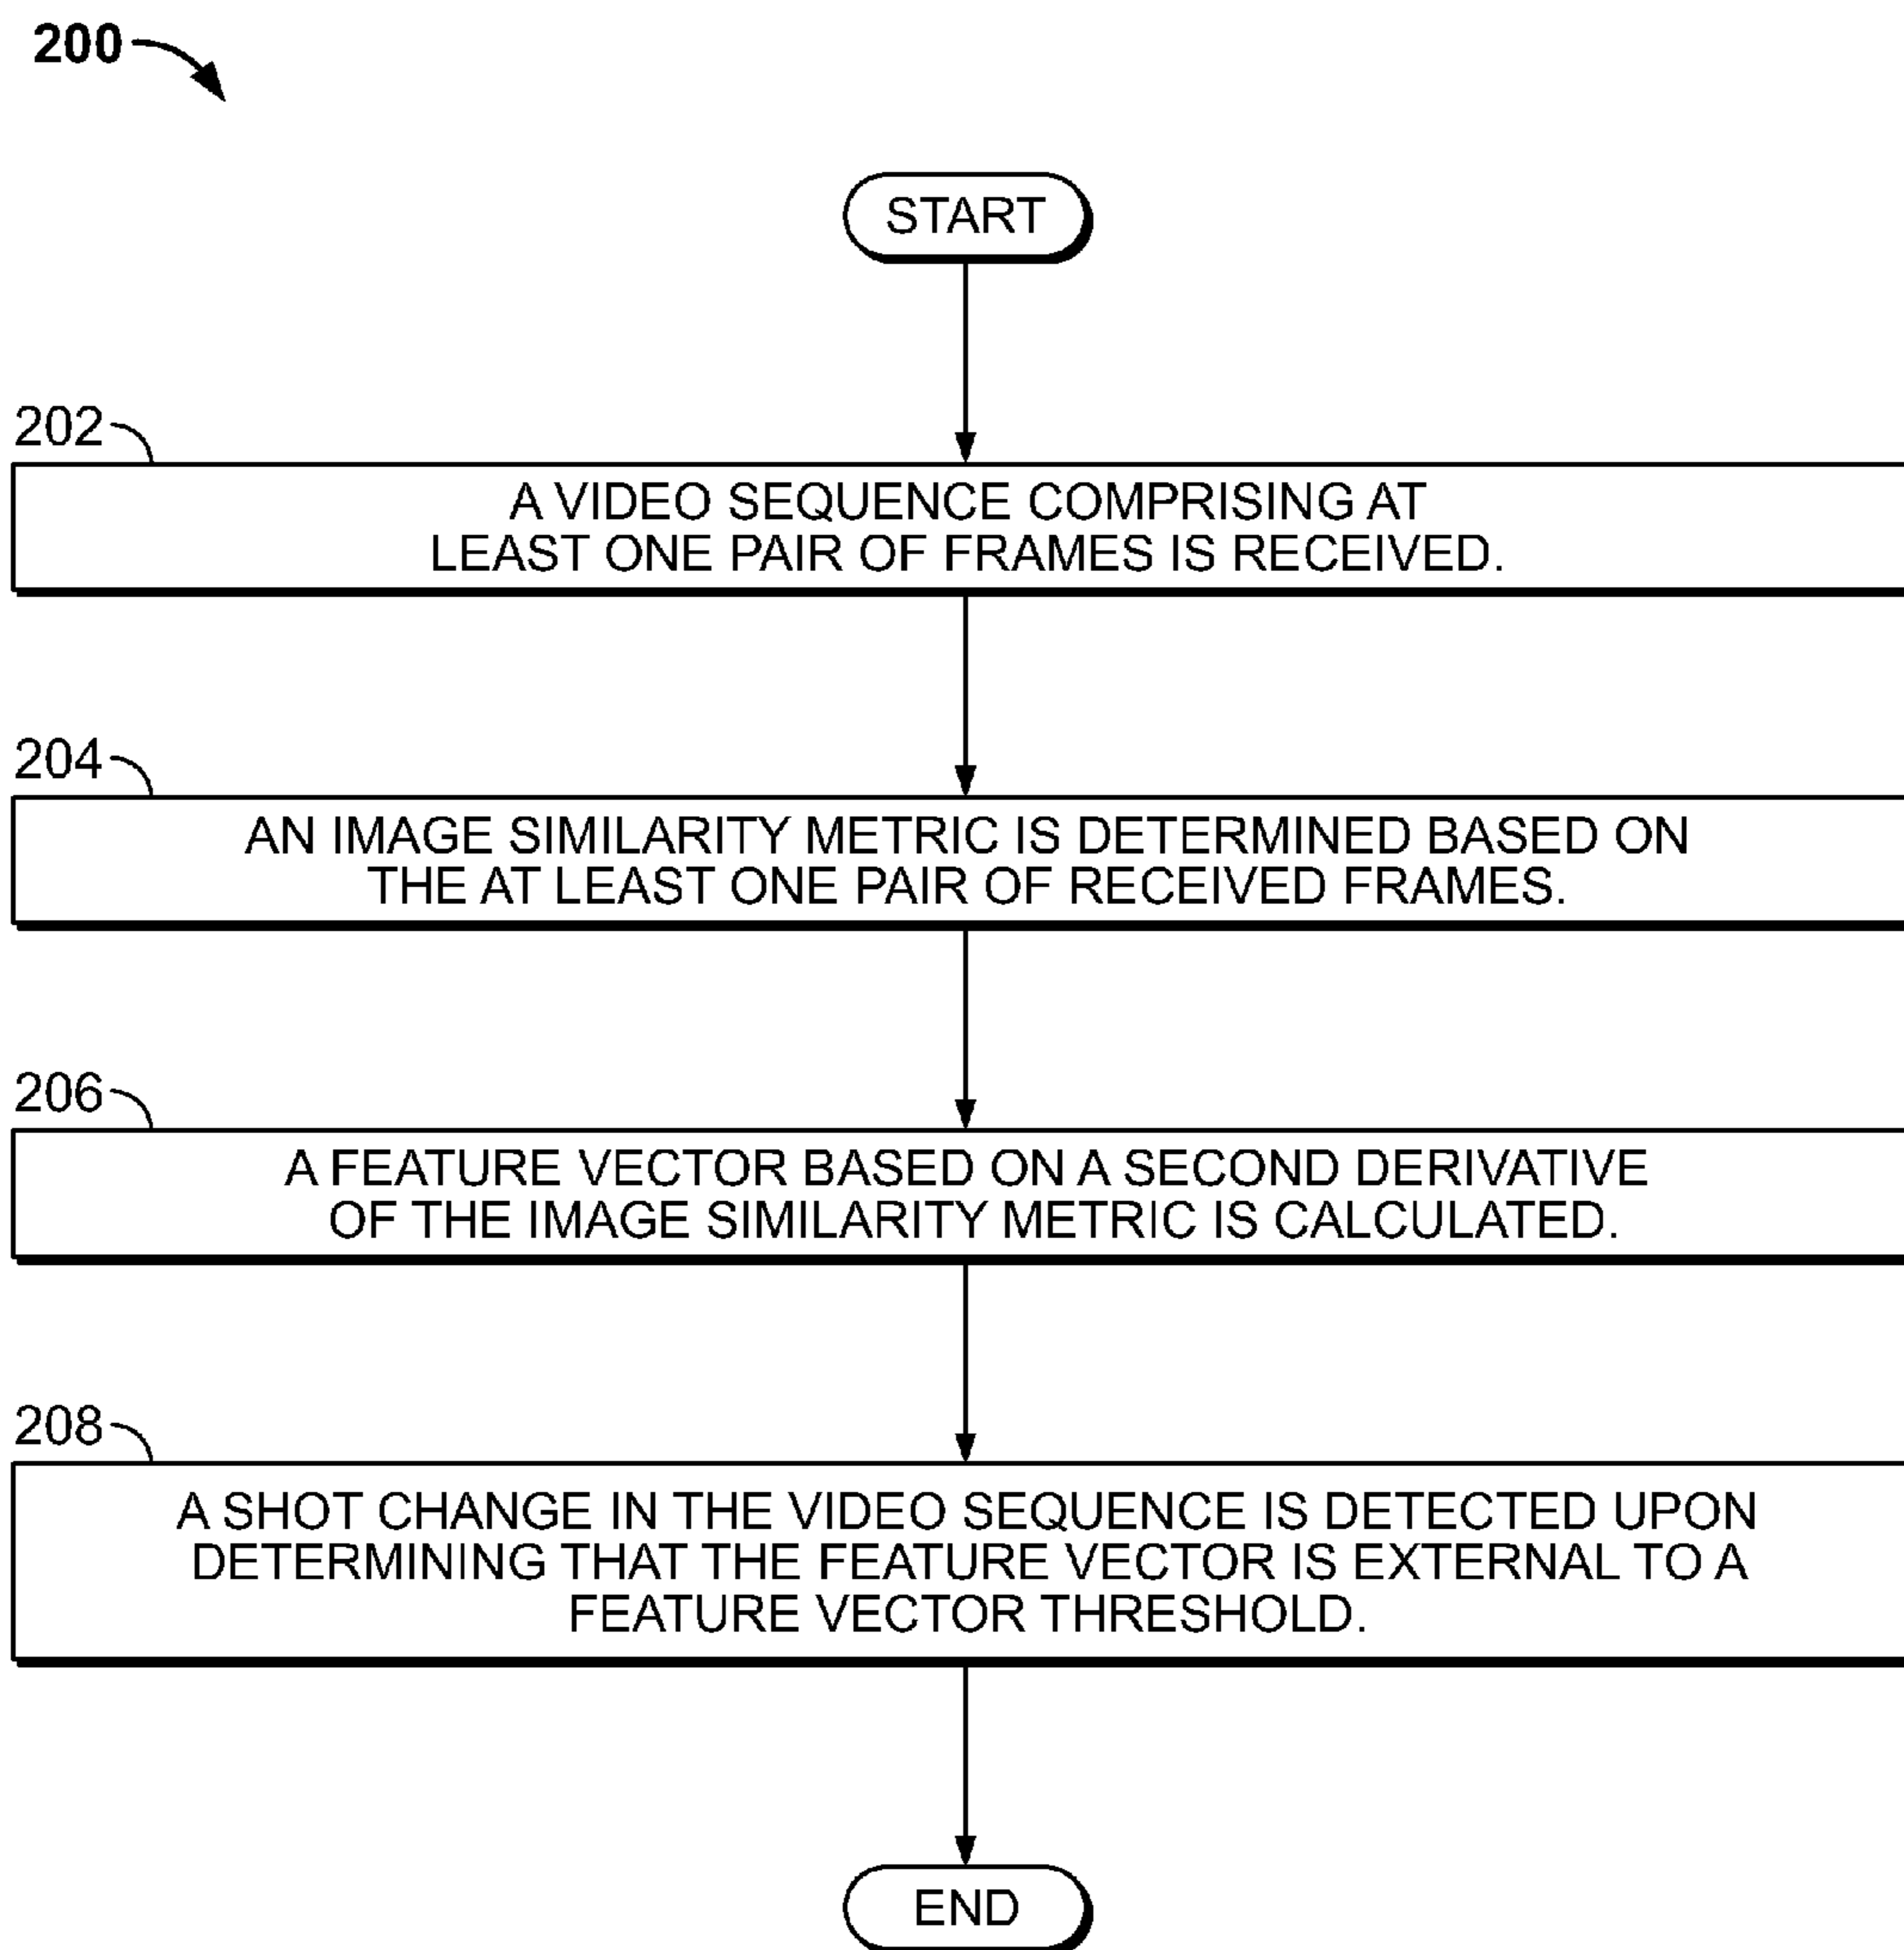 200
START
202
A VIDEO SEQUENCE COMPRISING AT
LEAST ONE PAIR OF FRAMES IS RECEIVED.
204
AN IMAGE SIMILARITY METRIC IS DETERMINED BASED ON
THE AT LEAST ONE PAIR OF RECEIVED FRAMES.
206
A FEATURE VECTOR BASED ON A SECOND DERIVATIVE
OF THE IMAGE SIMILARITY METRIC IS CALCULATED.
208
A SHOT CHANGE IN THE VIDEO SEQUENCE IS DETECTED UPON
DETERMINING THAT THE FEATURE VECTOR IS EXTERNAL TO A
FEATURE VECTOR THRESHOLD.
END